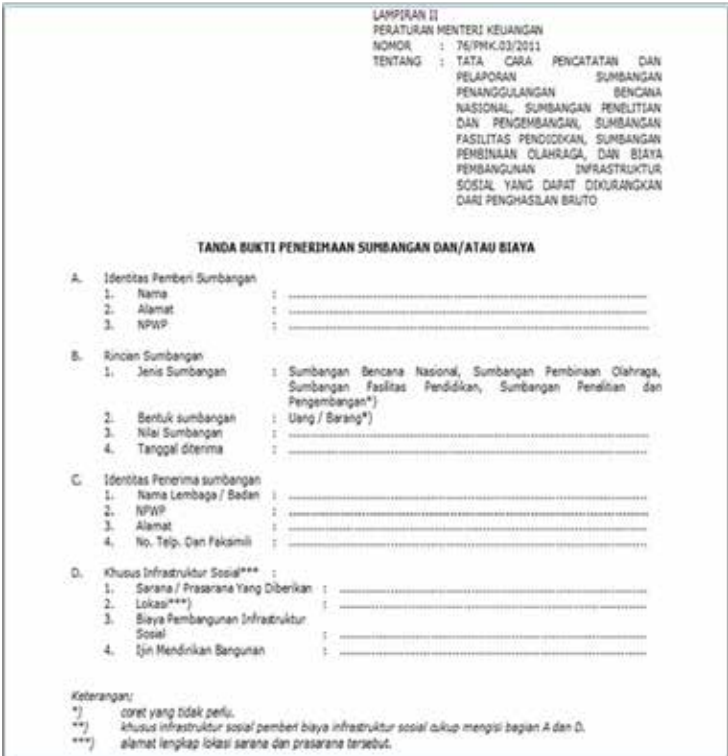 LAMPIRAN II
PERATURAN MENTERI KEUANGAN
NOMOR : 76/PMK.03/2011
TENTANG : TATA CARA PENCATATAN DAN
PELAPORAN SUMBANGAN
PENANGGULANGAN BENCANA
NASIONAL, SUMBANGAN PENELITIAN
DAN PENGEMBANGAN, SUMBANGAN
FASILITAS PENDIDIKAN, SUMBANGAN
PEMBINAAN OLAHRAGA, DAN BIAYA
PEMBANGUNAN INFRASTRUKTUR
SOSIAL YANG DAPAT DIKURANGKAN
DARI PENGHASILAN BRUTO
TANDA BUKTI PENERIMAAN SUMBANGAN DAN/ATAU BIAYA
A. Identitas Pemberi Sumbangan
1. Nama : ....................
2. Alamat : ....................
3. NPWP : ....................
B. Rincian Sumbangan
1. Jenis Sumbangan : Sumbangan Bencana Nasional, Sumbangan Pembinaan Olahraga,
Sumbangan Fasilitas Pendidikan, Sumbangan Penelitian dan
Pengembangan*)
2. Bentuk sumbangan : Uang / Barang*)
3. Nilai Sumbangan : ....................
4. Tanggal diterima : ....................
C. Identitas Penerima sumbangan
1. Nama Lembaga / Badan : ....................
2. NPWP : ....................
3. Alamat : ....................
4. No. Telp. Dan Faksimili : ....................
D. Khusus Infrastruktur Sosial*** :
1. Sarana / Prasarana Yang Diberikan : ....................
2. Lokasi***) : ....................
3. Biaya Pembangunan Infrastruktur
Sosial : ....................
4. Ijin Mendirikan Bangunan : ....................
Keterangan;
*) coret yang tidak perlu.
**) khusus infrastruktur sosial pemberi biaya infrastruktur sosial cukup mengisi bagian A dan D.
***) alamat lengkap lokasi sarana dan prasarana tersebut.